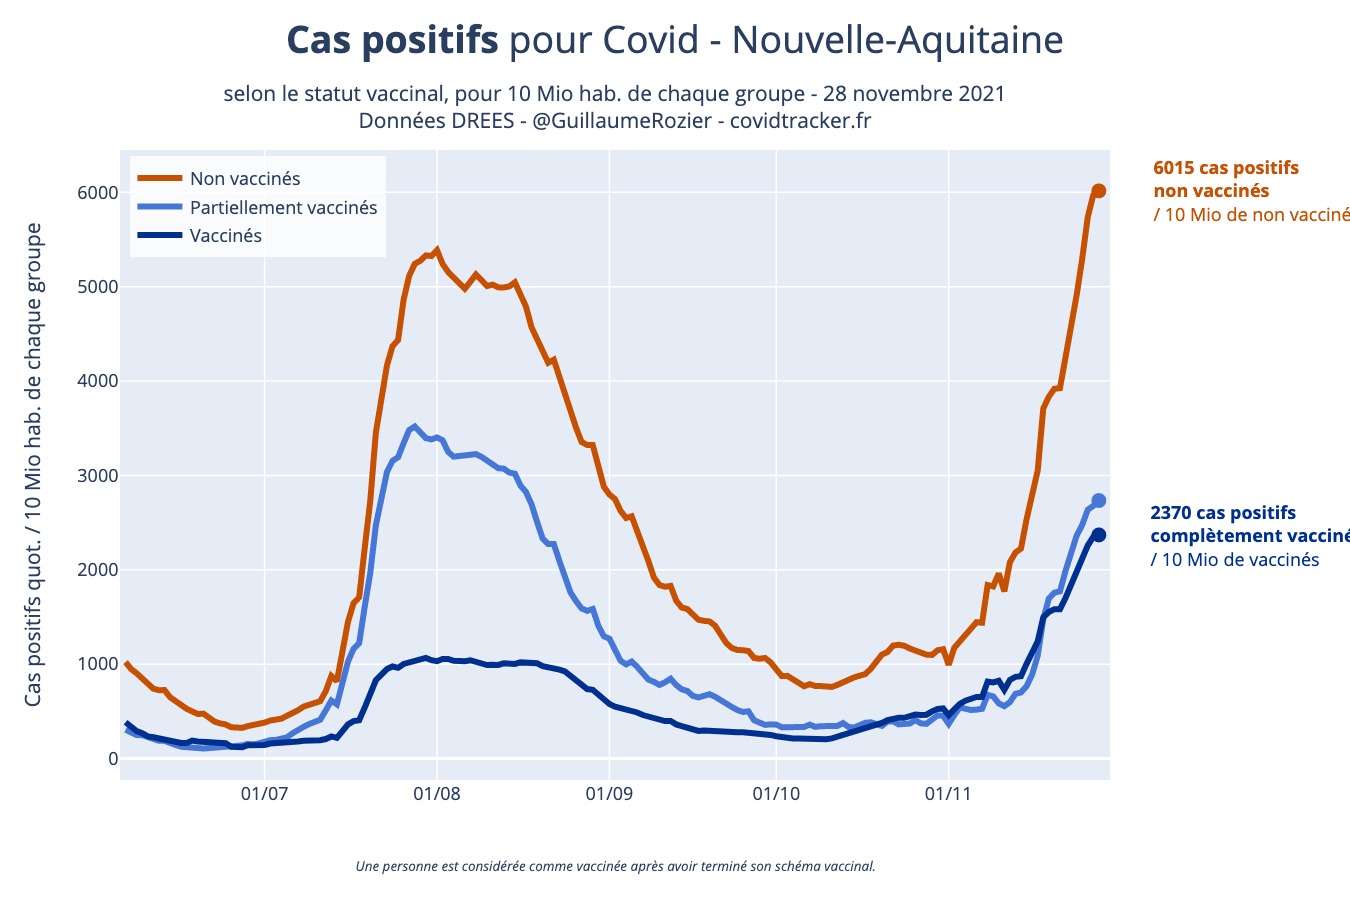 Cas positifs pour Covid - Nouvelle-Aquitaine
selon le statut vaccinal, pour 10 Mio hab. de chaque groupe - 28 novembre 2021
Données DREES - @GuillaumeRozier - covidtracker.fr
Non vaccinés
Partiellement vaccinés
Vaccinés
6015 cas positifs
non vaccinés
/ 10 Mio de non vacciné
2370 cas positifs
complètement vacciné
/ 10 Mio de vaccinés
Cas positifs quot. / 10 Mio hab. de chaque groupe
6000
5000
4000
3000
2000
1000
0
01/07
01/08
01/09
01/10
01/11
Une personne est considérée comme vaccinée après avoir terminé son schéma vaccinal.